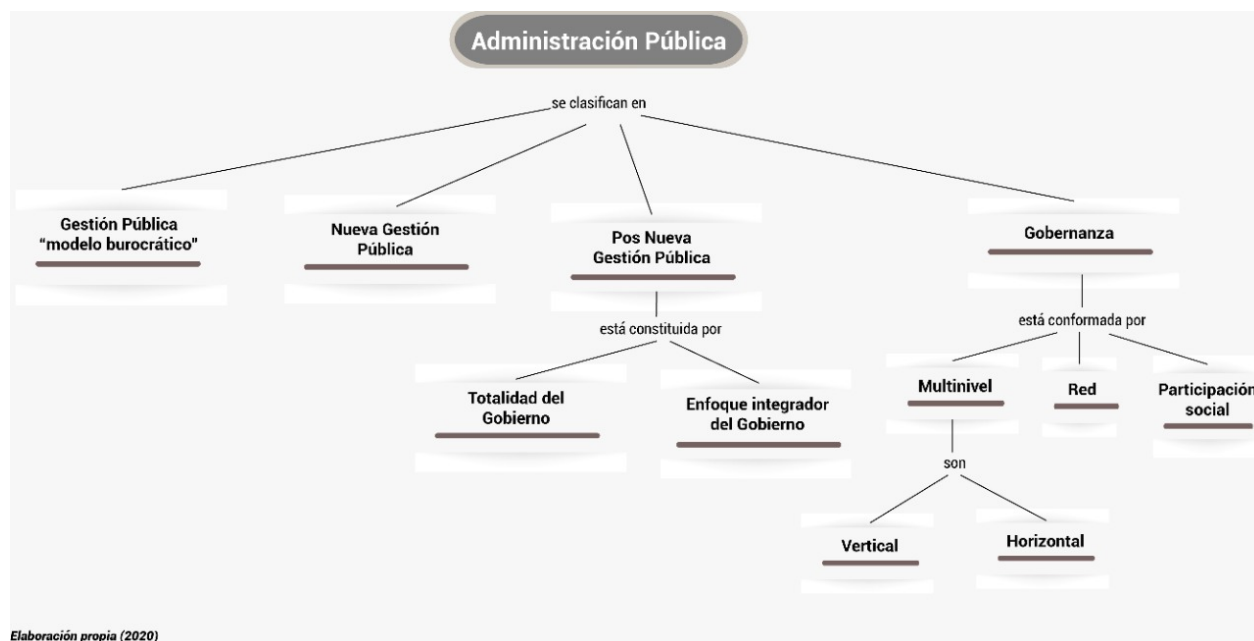 Administración Pública
se clasifican en
Gestión Pública
“modelo burocrático"
Nueva Gestión
Pública
Pos Nueva
Gestión Pública
Gobernanza
está constituida por
está conformada por
Totalidad del
Gobierno
Enfoque integrador
del Gobierno
Multinivel
Red
Participación
social
son
Vertical
Horizontal
Elaboración propia (2020)